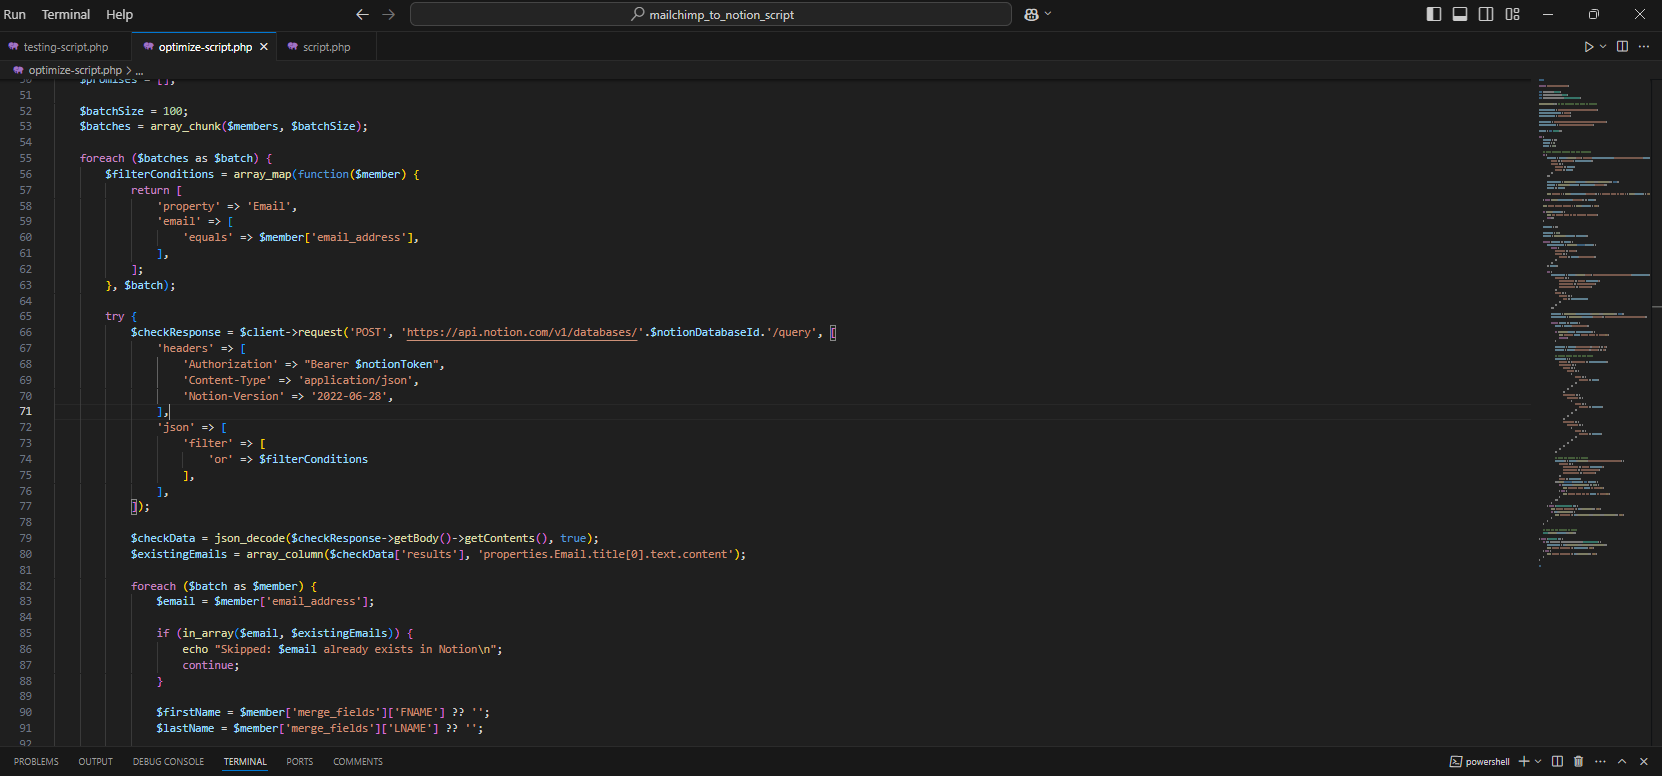 Run Terminal Help
mailchimp_to_notion_script
testing-script.php optimize-script.php script.php
optimize-script.php > ...
50 $promises = [];
51
52 $batchSize = 100;
53 $batches = array_chunk($members, $batchSize);
54
55 foreach ($batches as $batch) {
56 $filterConditions = array_map(function($member) {
57 return [
58 'property' => 'Email',
59 'email' => [
60 'equals' => $member['email_address'],
61 ],
62 ];
63 }, $batch);
64
65 try {
66 $checkResponse = $client->request('POST', 'https://api.notion.com/v1/databases/'.$notionDatabaseId.'/query', [
67 'headers' => [
68 'Authorization' => "Bearer $notionToken",
69 'Content-Type' => 'application/json',
70 'Notion-Version' => '2022-06-28',
71 ],
72 'json' => [
73 'filter' => [
74 'or' => $filterConditions
75 ],
76 ],
77 ]);
78
79 $checkData = json_decode($checkResponse->getBody()->getContents(), true);
80 $existingEmails = array_column($checkData['results'], 'properties.Email.title[0].text.content');
81
82 foreach ($batch as $member) {
83 $email = $member['email_address'];
84
85 if (in_array($email, $existingEmails)) {
86 echo "Skipped: $email already exists in Notion\n";
87 continue;
88 }
89
90 $firstName = $member['merge_fields']['FNAME'] ?? '';
91 $lastName = $member['merge_fields']['LNAME'] ?? '';
92
PROBLEMS OUTPUT DEBUG CONSOLE TERMINAL PORTS COMMENTS
powershell